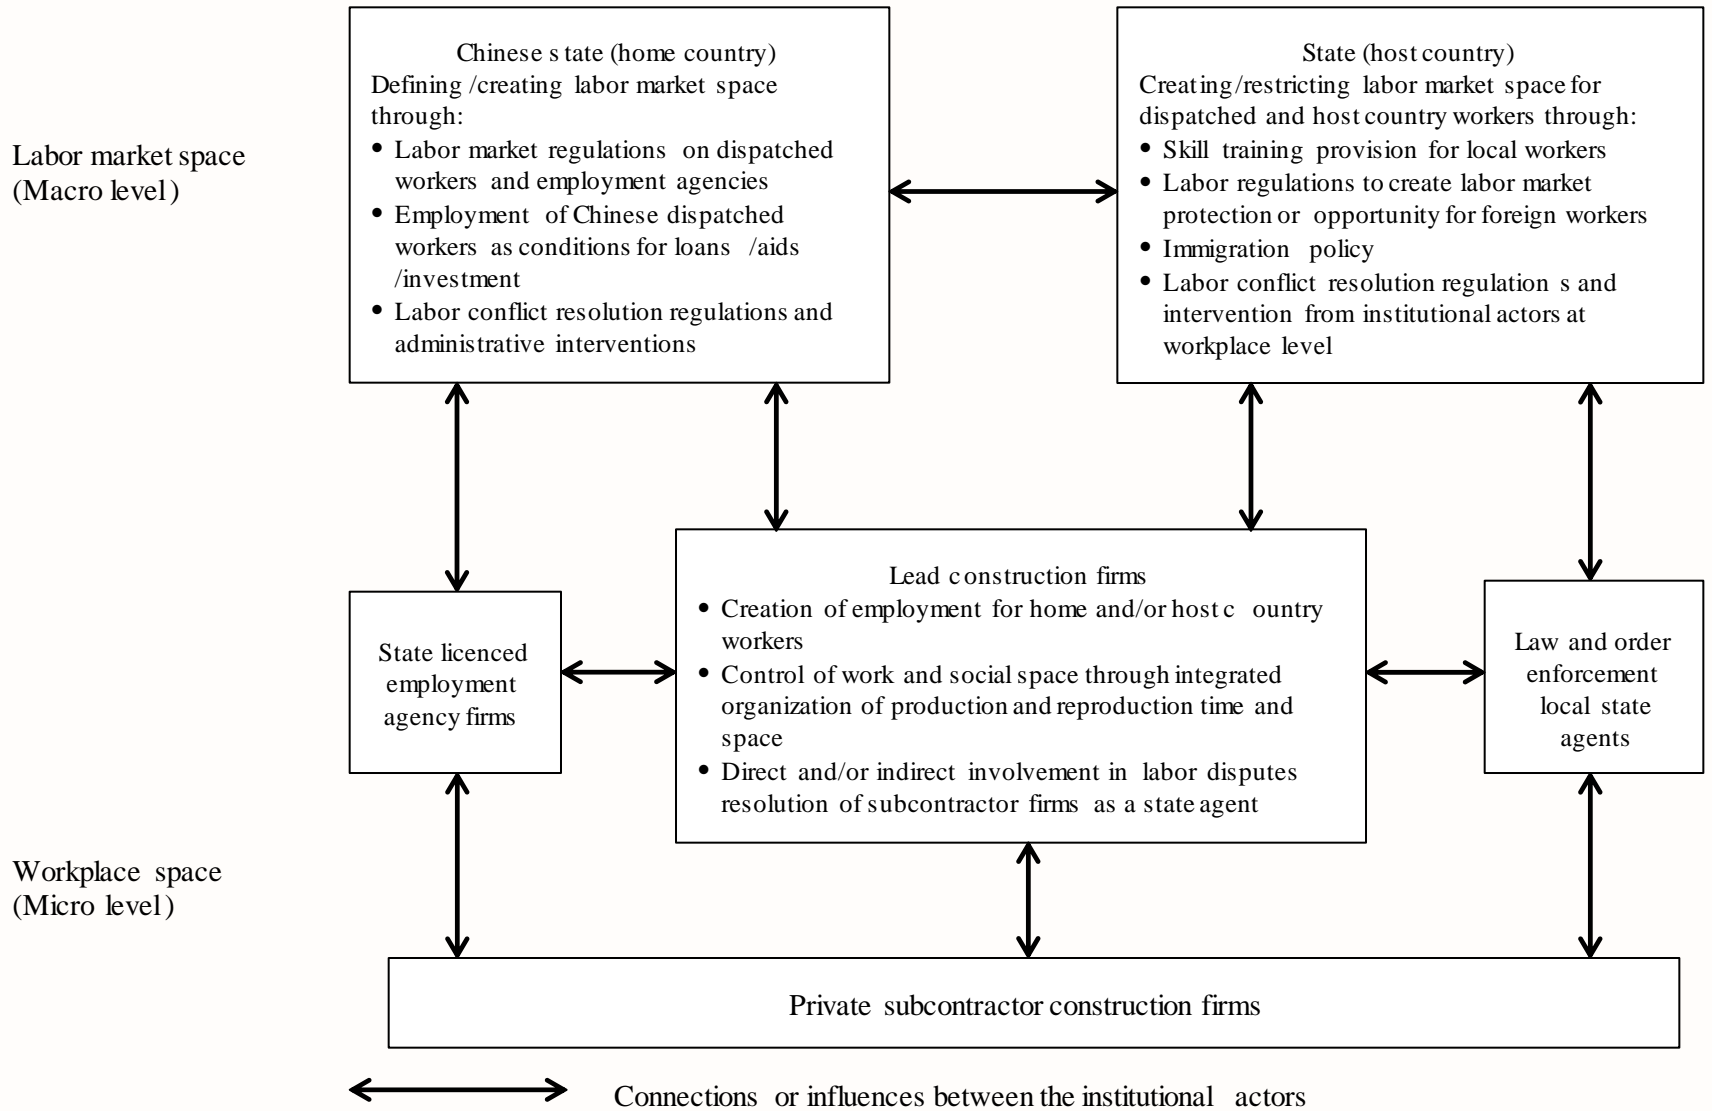 Chinese state (home country)
Defining /creating labor market space
through:
• Labor market regulations on dispatched
workers and employment agencies
• Employment of Chinese dispatched
workers as conditions for loans /aids
/investment
• Labor conflict resolution regulations and
administrative interventions
State (host country)
Creating/restricting labor market space for
dispatched and host country workers through:
• Skill training provision for local workers
• Labor regulations to create labor market
protection or opportunity for foreign workers
• Immigration policy
• Labor conflict resolution regulation s and
intervention from institutional actors at
workplace level
Labor market space
(Macro level)
Lead construction firms
• Creation of employment for home and/or host c ountry
workers
• Control of work and social space through integrated
organization of production and reproduction time and
space
• Direct and/or indirect involvement in labor disputes
resolution of subcontractor firms as a state agent
State licenced
employment
agency firms
Law and order
enforcement
local state
agents
Workplace space
(Micro level)
Private subcontractor construction firms
Connections or influences between the institutional actors